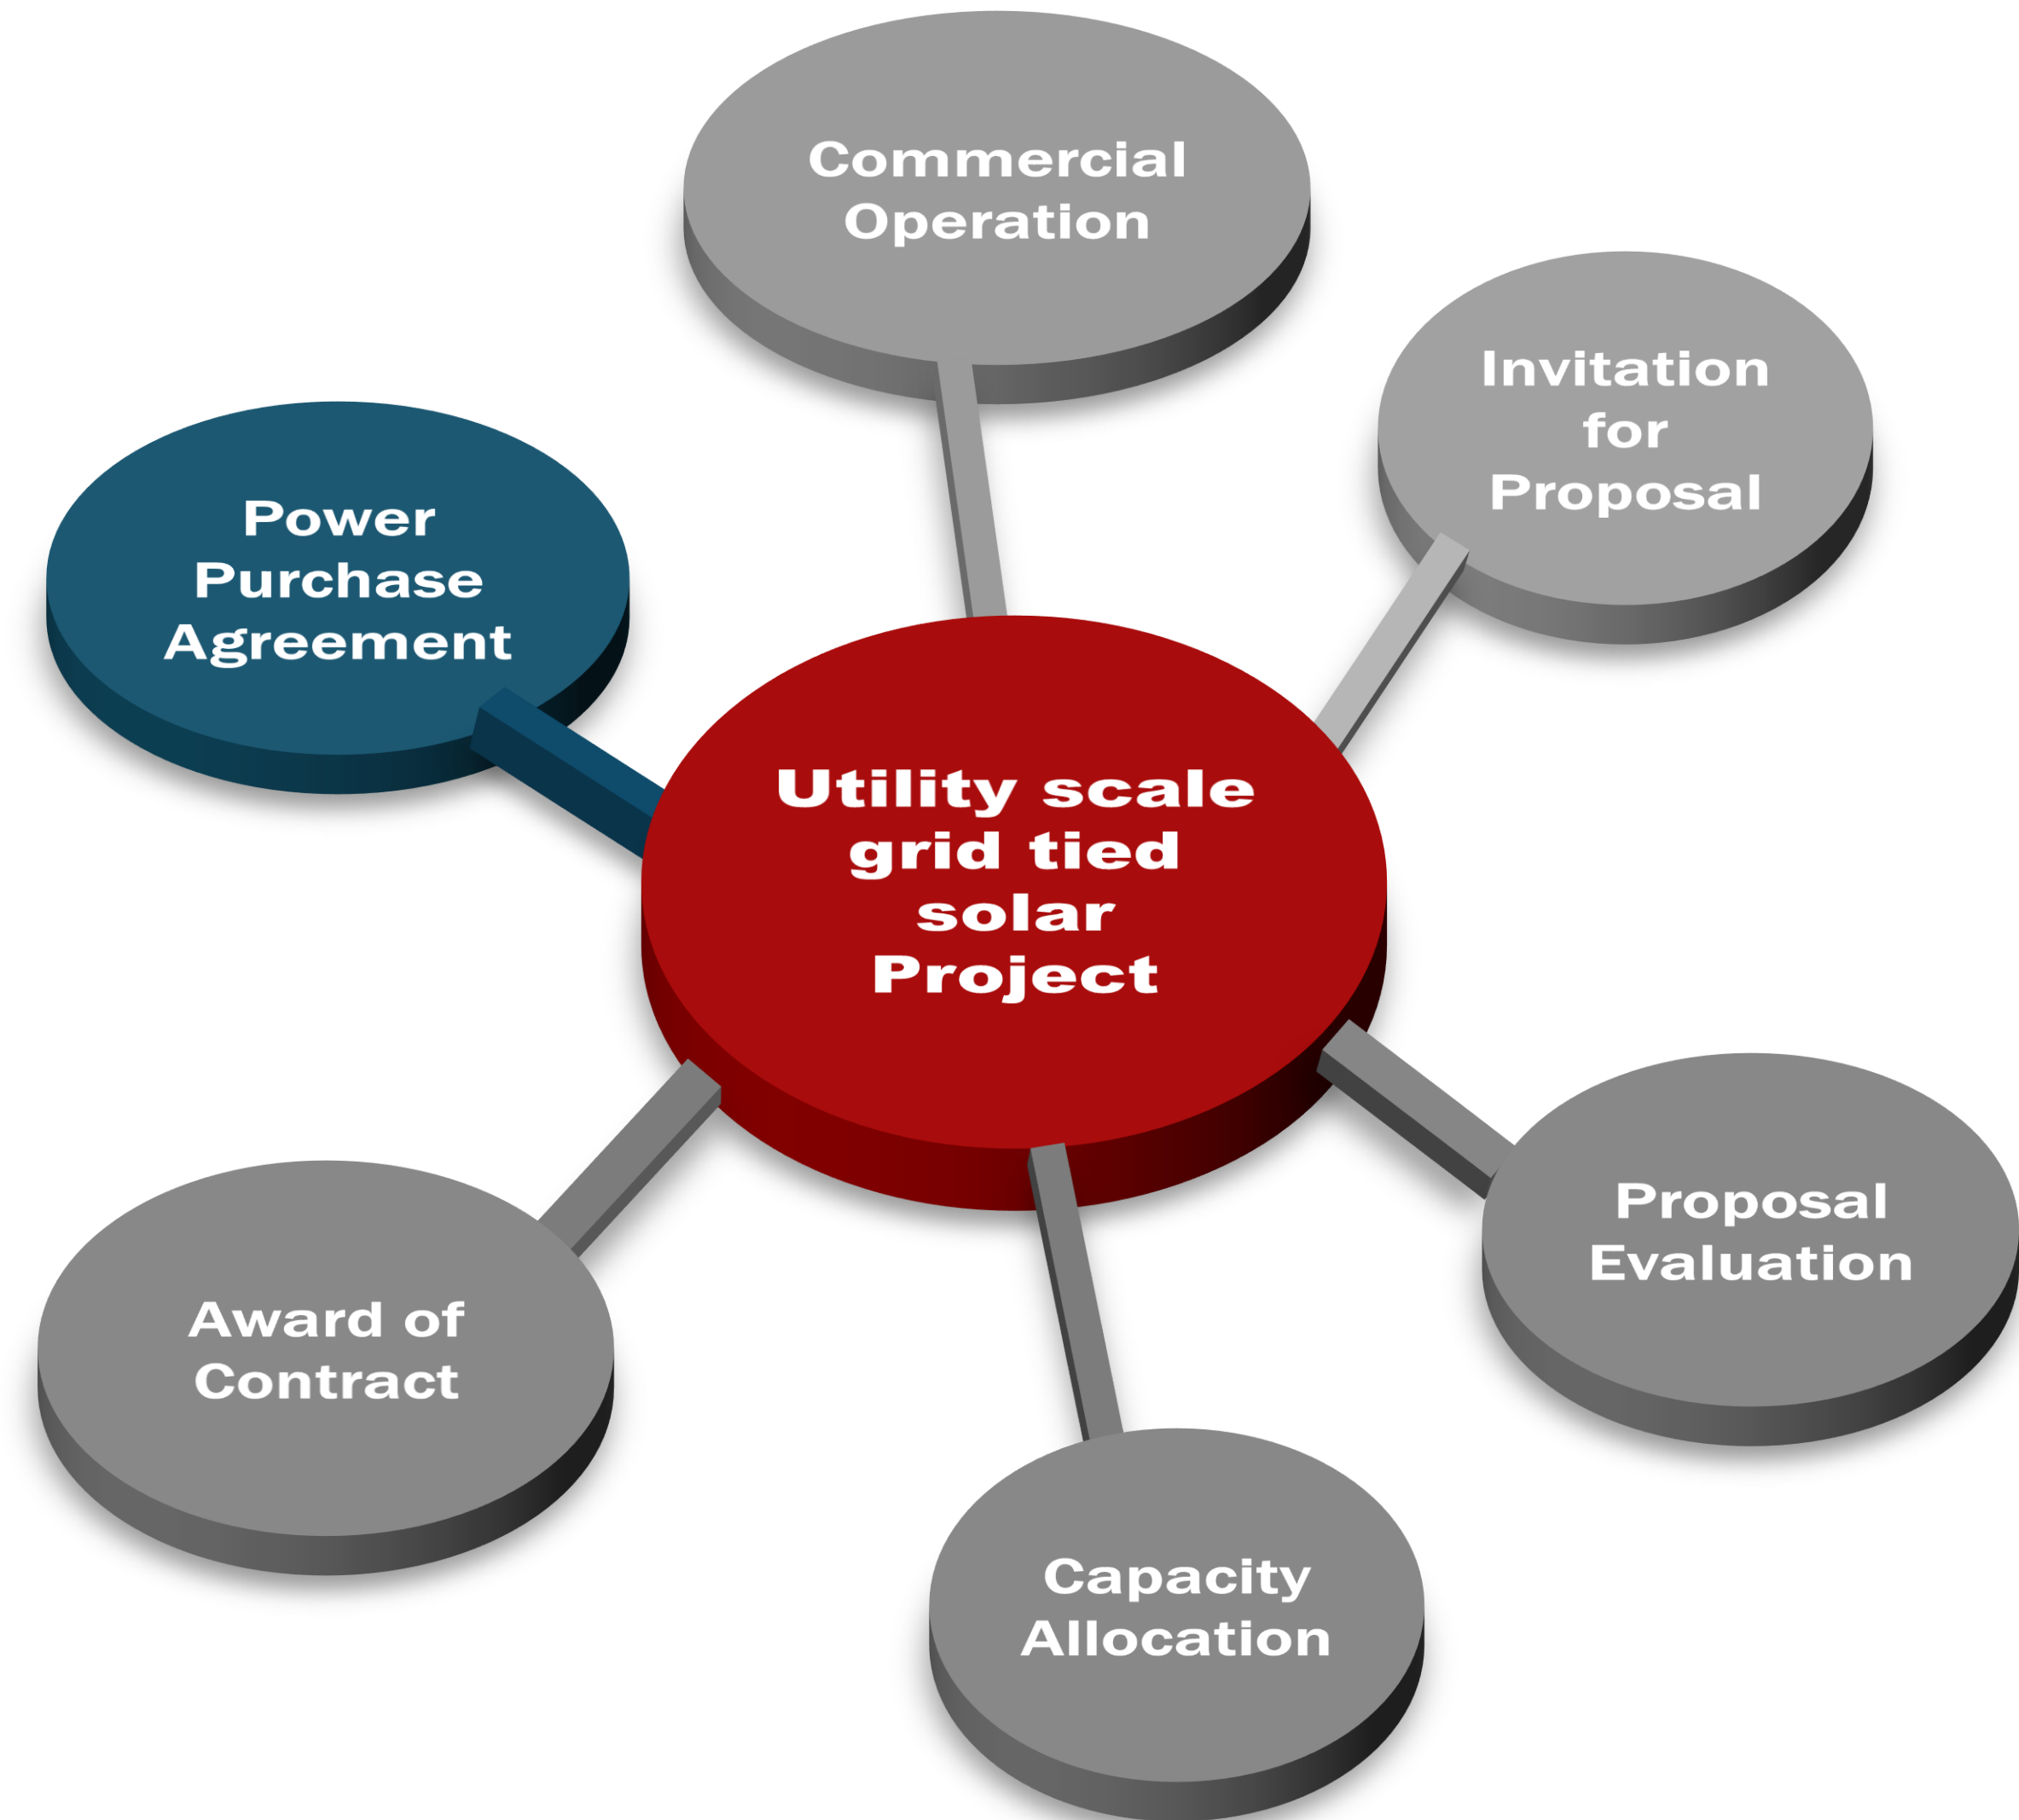 Commercial
Operation
Invitation
for
Proposal
Power
Purchase
Agreement
Utility scale
grid tied
solar
Project
Proposal
Evaluation
Award of
Contract
Capacity
Allocation